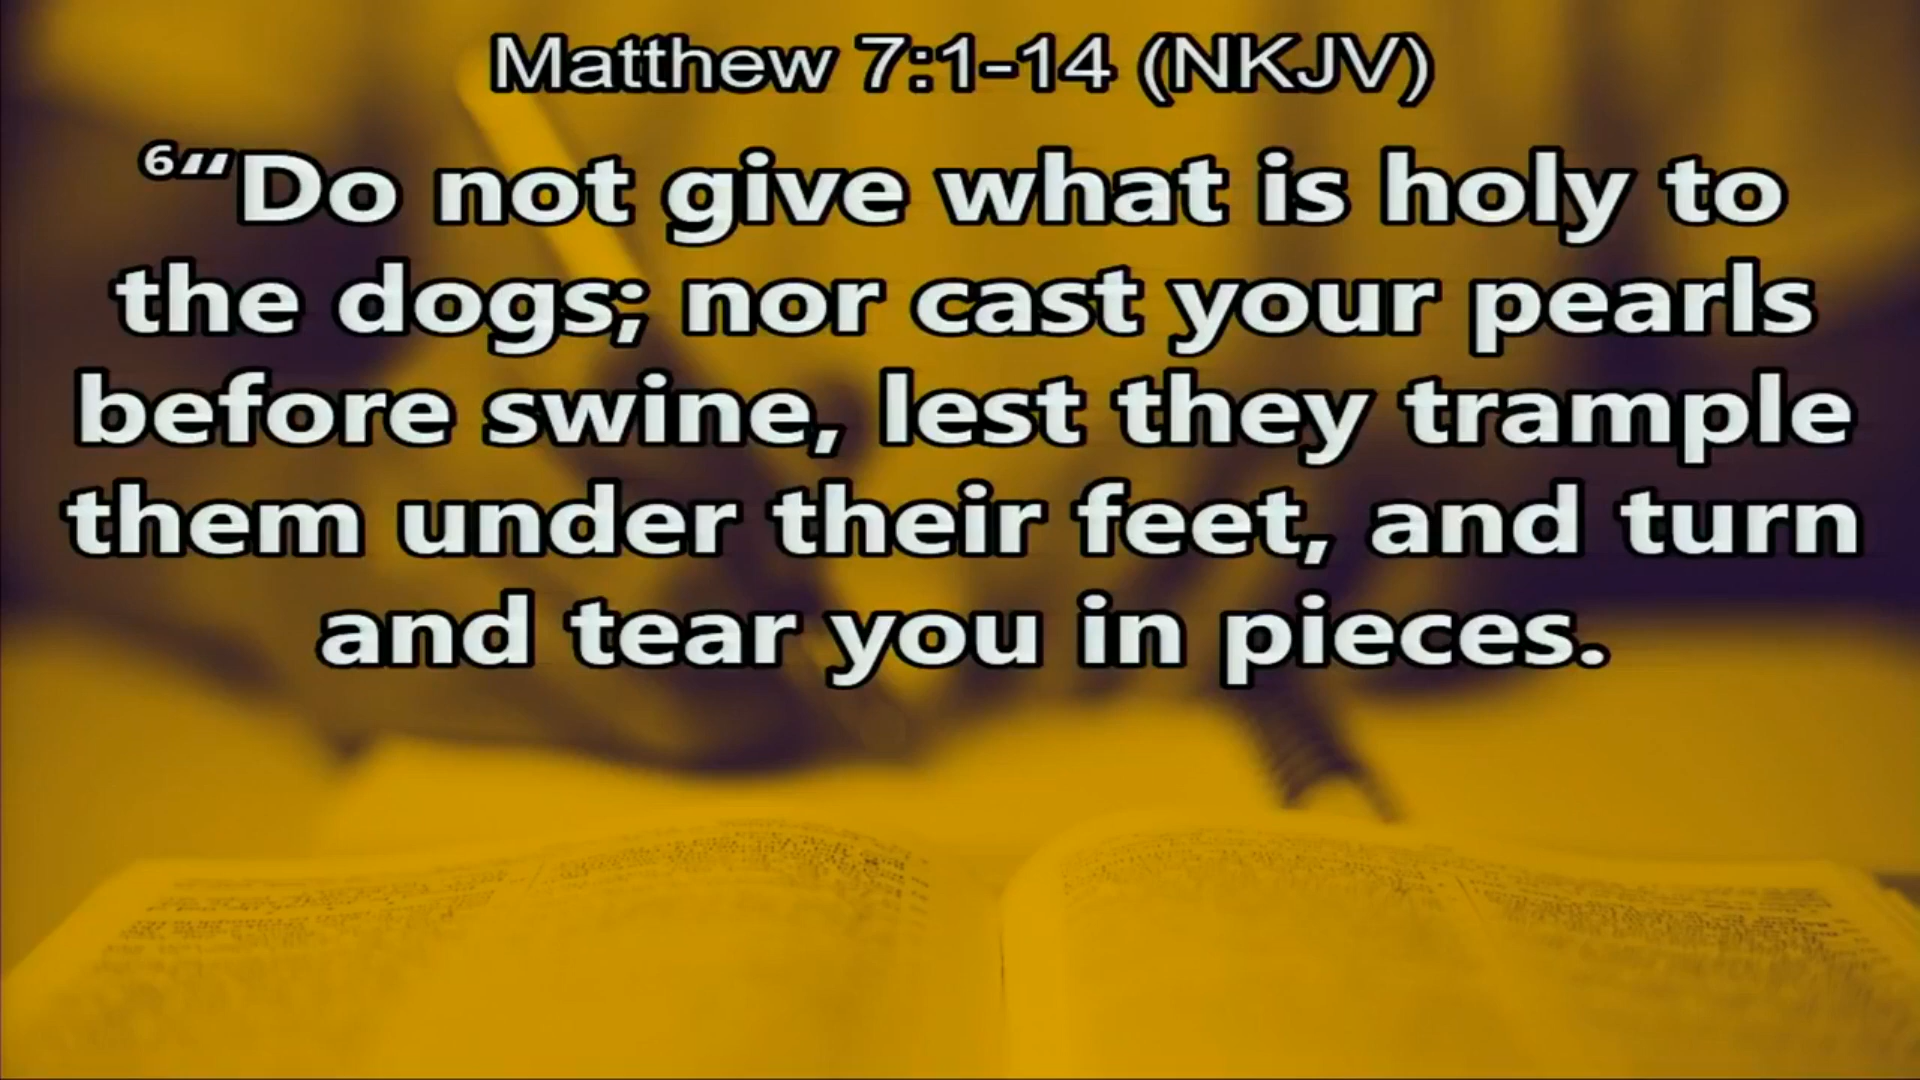 Matthew 7:1-14 (NKJV)
6“Do not give what is holy to
the dogs; nor cast your pearls
before swine, lest they trample
them under their feet, and turn
and tear you in pieces.